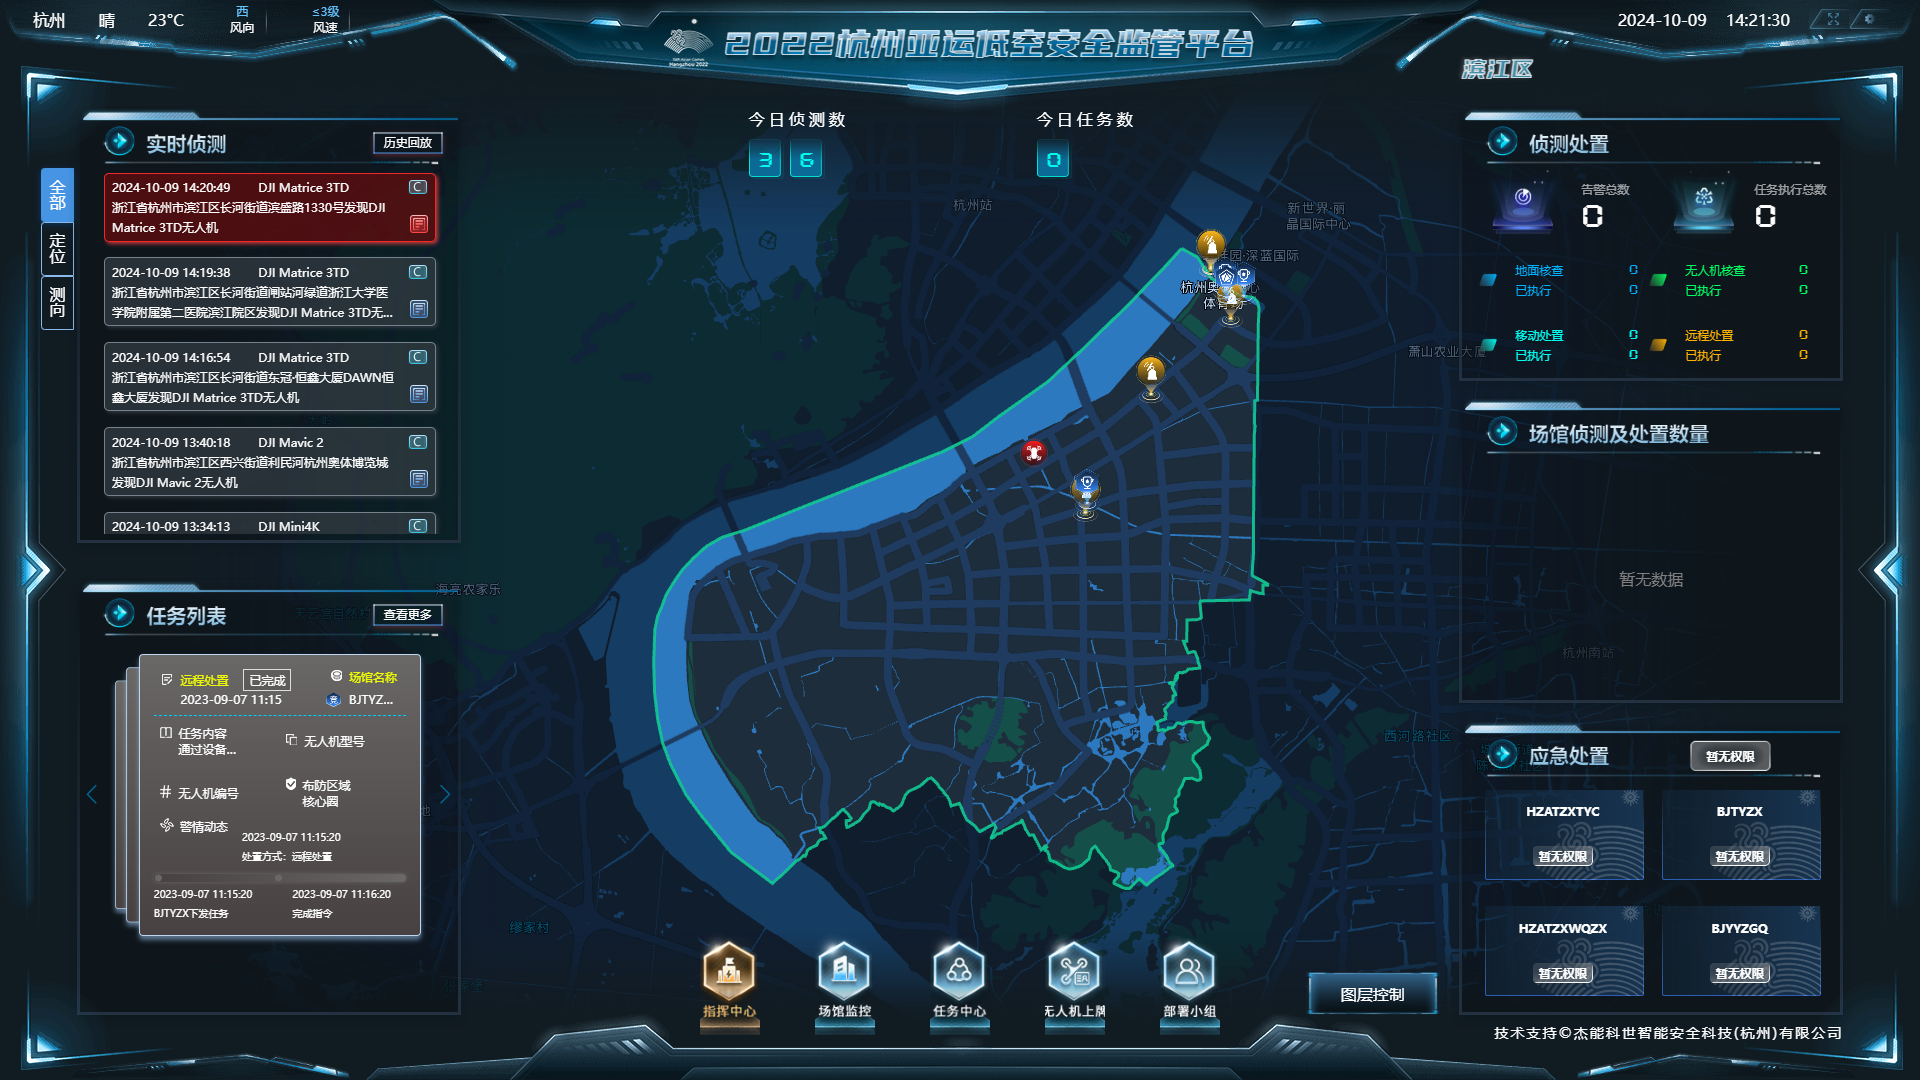 杭州 晴 23°C 西 风向 ≤3级 风速
2022杭州亚运低空安全监管平台
Hangzhou 2022
2024-10-09 14:21:30
滨江区
实时侦测 历史回放
全部
定位
测向
2024-10-09 14:20:49 DJI Matrice 3TD C
浙江省杭州市滨江区长河街道滨盛路1330号发现DJI
Matrice 3TD无人机
2024-10-09 14:19:38 DJI Matrice 3TD C
浙江省杭州市滨江区长河街道闸站河绿道浙江大学医
学院附属第二医院滨江院区发现DJI Matrice 3TD无...
2024-10-09 14:16:54 DJI Matrice 3TD C
浙江省杭州市滨江区长河街道东冠·恒鑫大厦DAWN恒
鑫大厦发现DJI Matrice 3TD无人机
2024-10-09 13:40:18 DJI Mavic 2 C
浙江省杭州市滨江区西兴街道利民河杭州奥体博览城
发现DJI Mavic 2无人机
2024-10-09 13:34:13 DJI Mini4K C
任务列表 查看更多
远程处置 已完成
2023-09-07 11:15
场馆名称
BJTYZ...
任务内容
通过设备...
无人机型号
无人机编号
布防区域
核心圈
警情动态
2023-09-07 11:15:20
处置方式：远程处置
2023-09-07 11:15:20 2023-09-07 11:16:20
BJTYZX下发任务 完成指令
今日侦测数
3 6
今日任务数
0
杭州站
新世界·丽
晶国际中心
祥园·深蓝国际
杭州奥
体育
萧山农业大厦
海亮农家乐
杭州南站
西河路社区
缪家村
指挥中心
场馆监控
任务中心
无人机上牌
部署小组
图层控制
侦测处置
告警总数
0
任务执行总数
0
地面核查 0
已执行 0
无人机核查 0
已执行 0
移动处置 0
已执行 0
远程处置 0
已执行 0
场馆侦测及处置数量
暂无数据
应急处置 暂无权限
HZATZXTYC
暂无权限
BJTYZX
暂无权限
HZATZXWQZX
暂无权限
BJYYZGQ
暂无权限
技术支持©杰能科世智能安全科技(杭州)有限公司